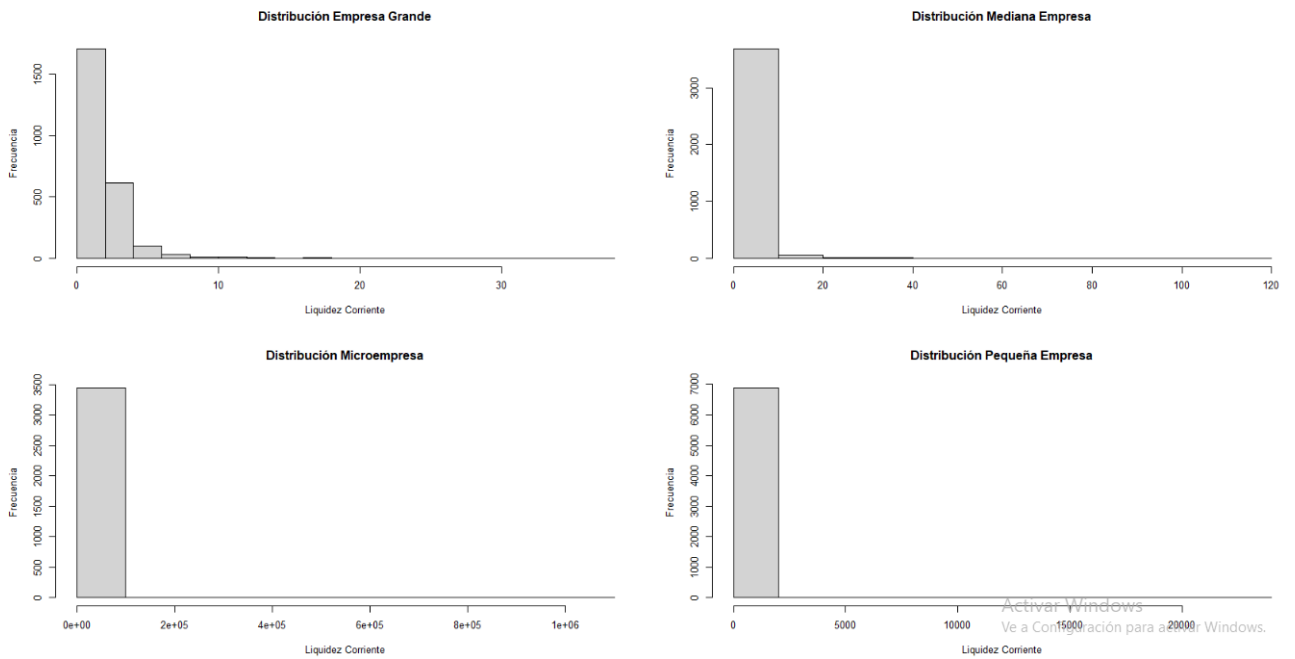 Distribución Empresa Grande
Frecuencia
1500
1000
500
0
0 10 20 30
Liquidez Corriente
Distribución Mediana Empresa
Frecuencia
3000
2000
1000
0
0 20 40 60 80 100 120
Liquidez Corriente
Distribución Microempresa
Frecuencia
3500
3000
2500
2000
1500
1000
500
0
0e+00 2e+05 4e+05 6e+05 8e+05 1e+06
Liquidez Corriente
Distribución Pequeña Empresa
Frecuencia
7000
6000
5000
4000
3000
2000
1000
0
0 5000 10000 15000 20000
Liquidez Corriente
Activar Windows
Ve a Configuración para activar Windows.